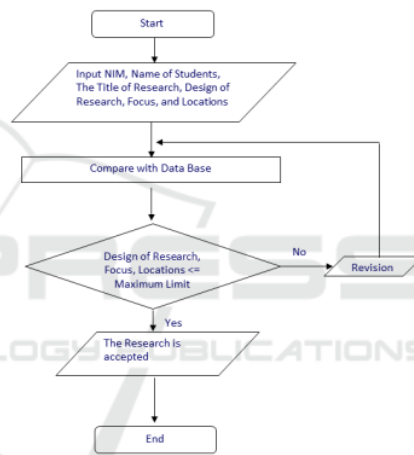 Start
Input NIM, Name of Students,
The Title of Research, Design of
Research, Focus, and Locations
Compare with Data Base
Design of Research,
Focus, Locations <=
Maximum Limit
No
Revision
Yes
The Research is
accepted
End